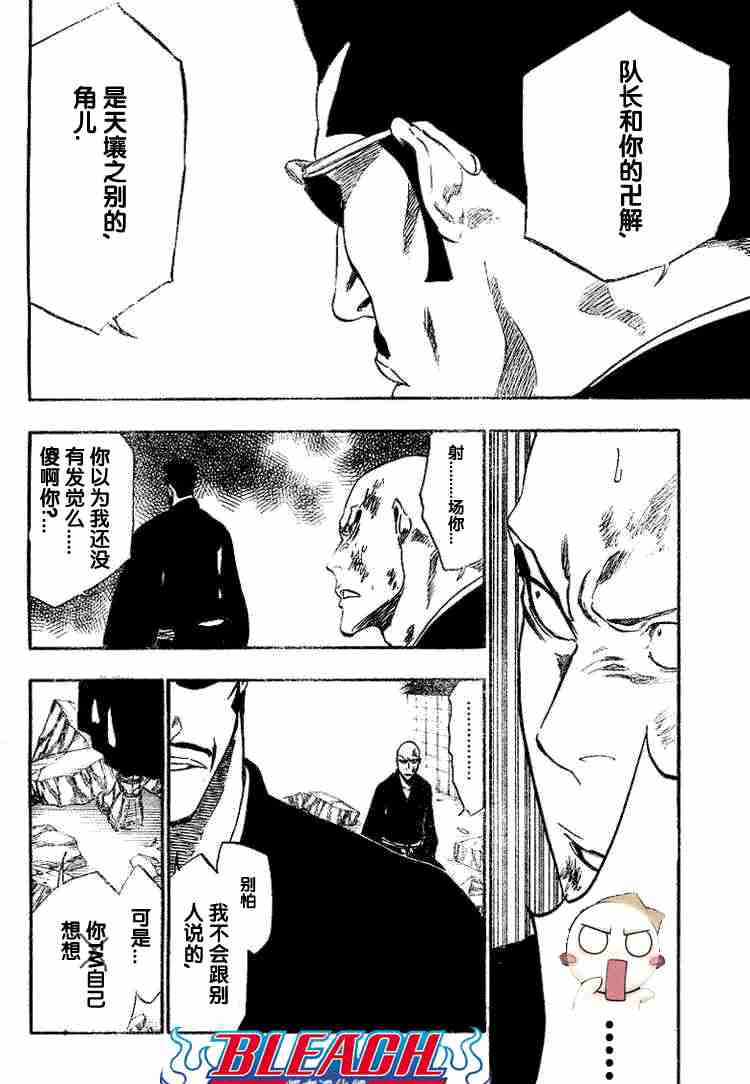 队长和你的卍解,
是天壤之别的,
角儿.
射………场你
………
你以为我还没
有发觉么……
傻啊你?…
………
别怕
我不会跟别
人说的,
可是…
你TM自己
想想
……
BLEACH